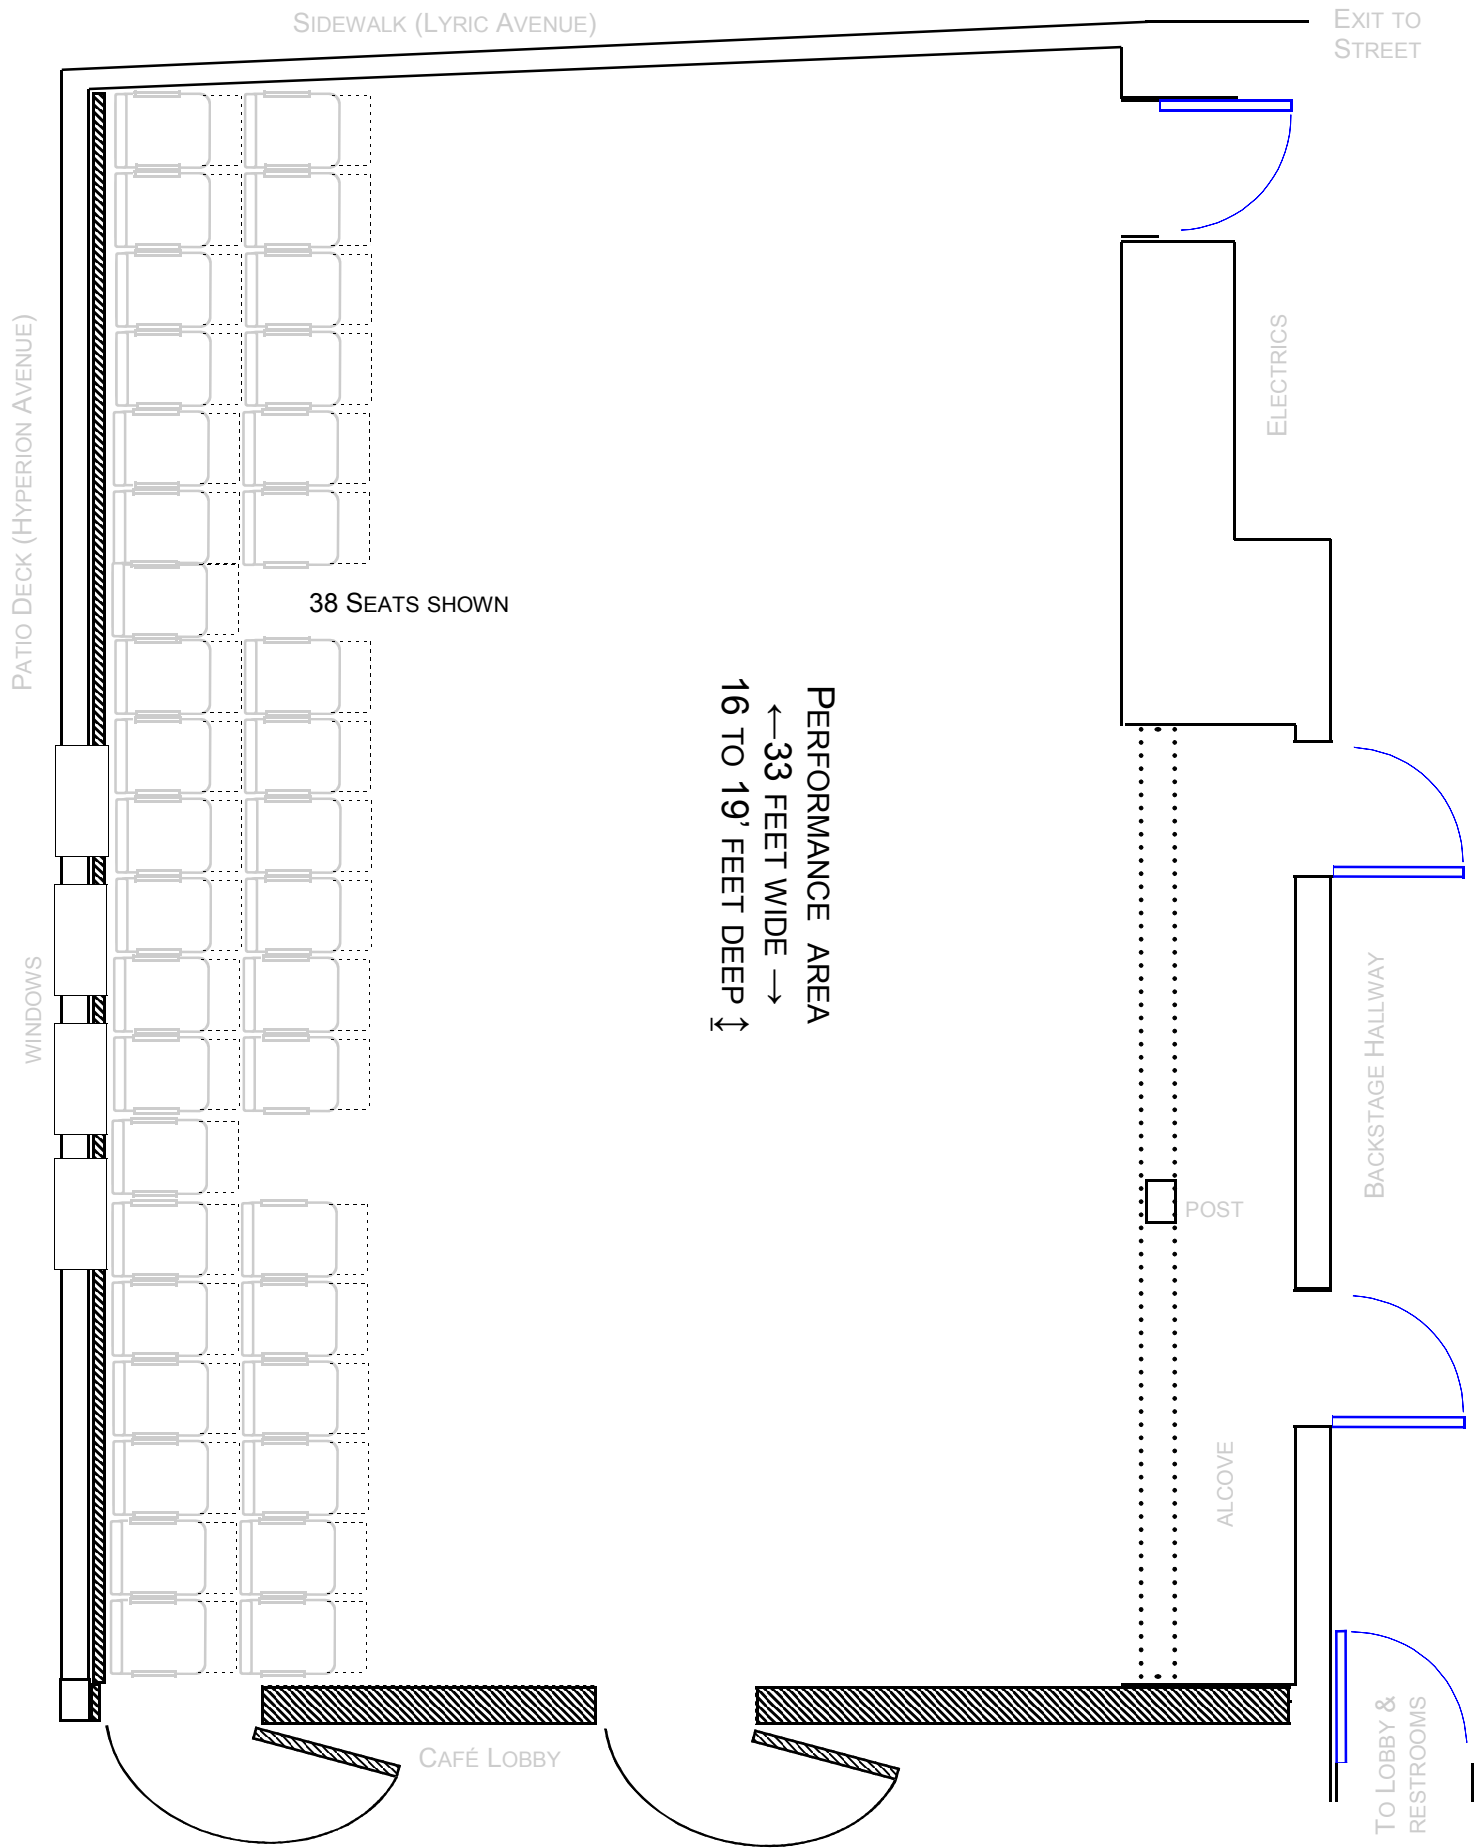 SIDEWALK (LYRIC AVENUE)
EXIT TO
STREET
PATIO DECK (HYPERION AVENUE)
ELECTRICS
38 SEATS SHOWN
PERFORMANCE AREA
←33 FEET WIDE →
16 TO 19’ FEET DEEP ↨
WINDOWS
BACKSTAGE HALLWAY
POST
ALCOVE
CAFÉ LOBBY
TO LOBBY &
RESTROOMS